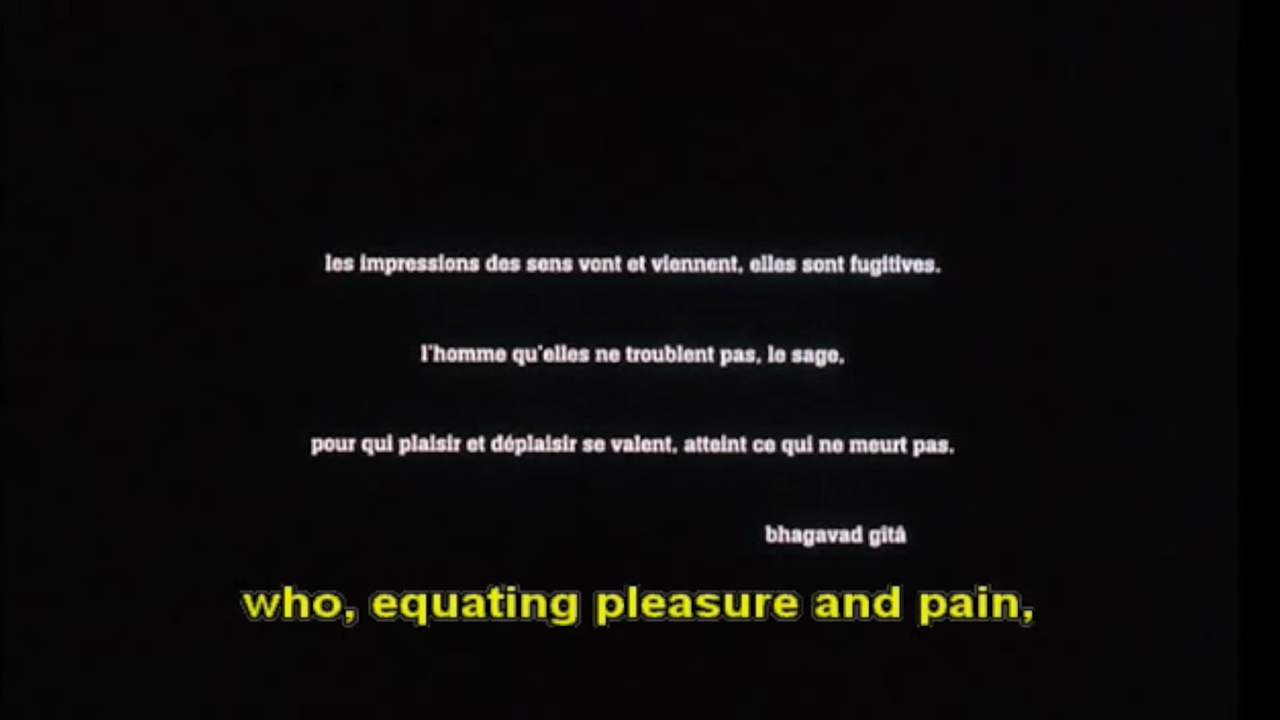 les impressions des sens vont et viennent, elles sont fugitives.
l'homme qu'elles ne troublent pas, le sage,
pour qui plaisir et déplaisir se valent, atteint ce qui ne meurt pas.
bhagavad gîtâ
who, equating pleasure and pain,